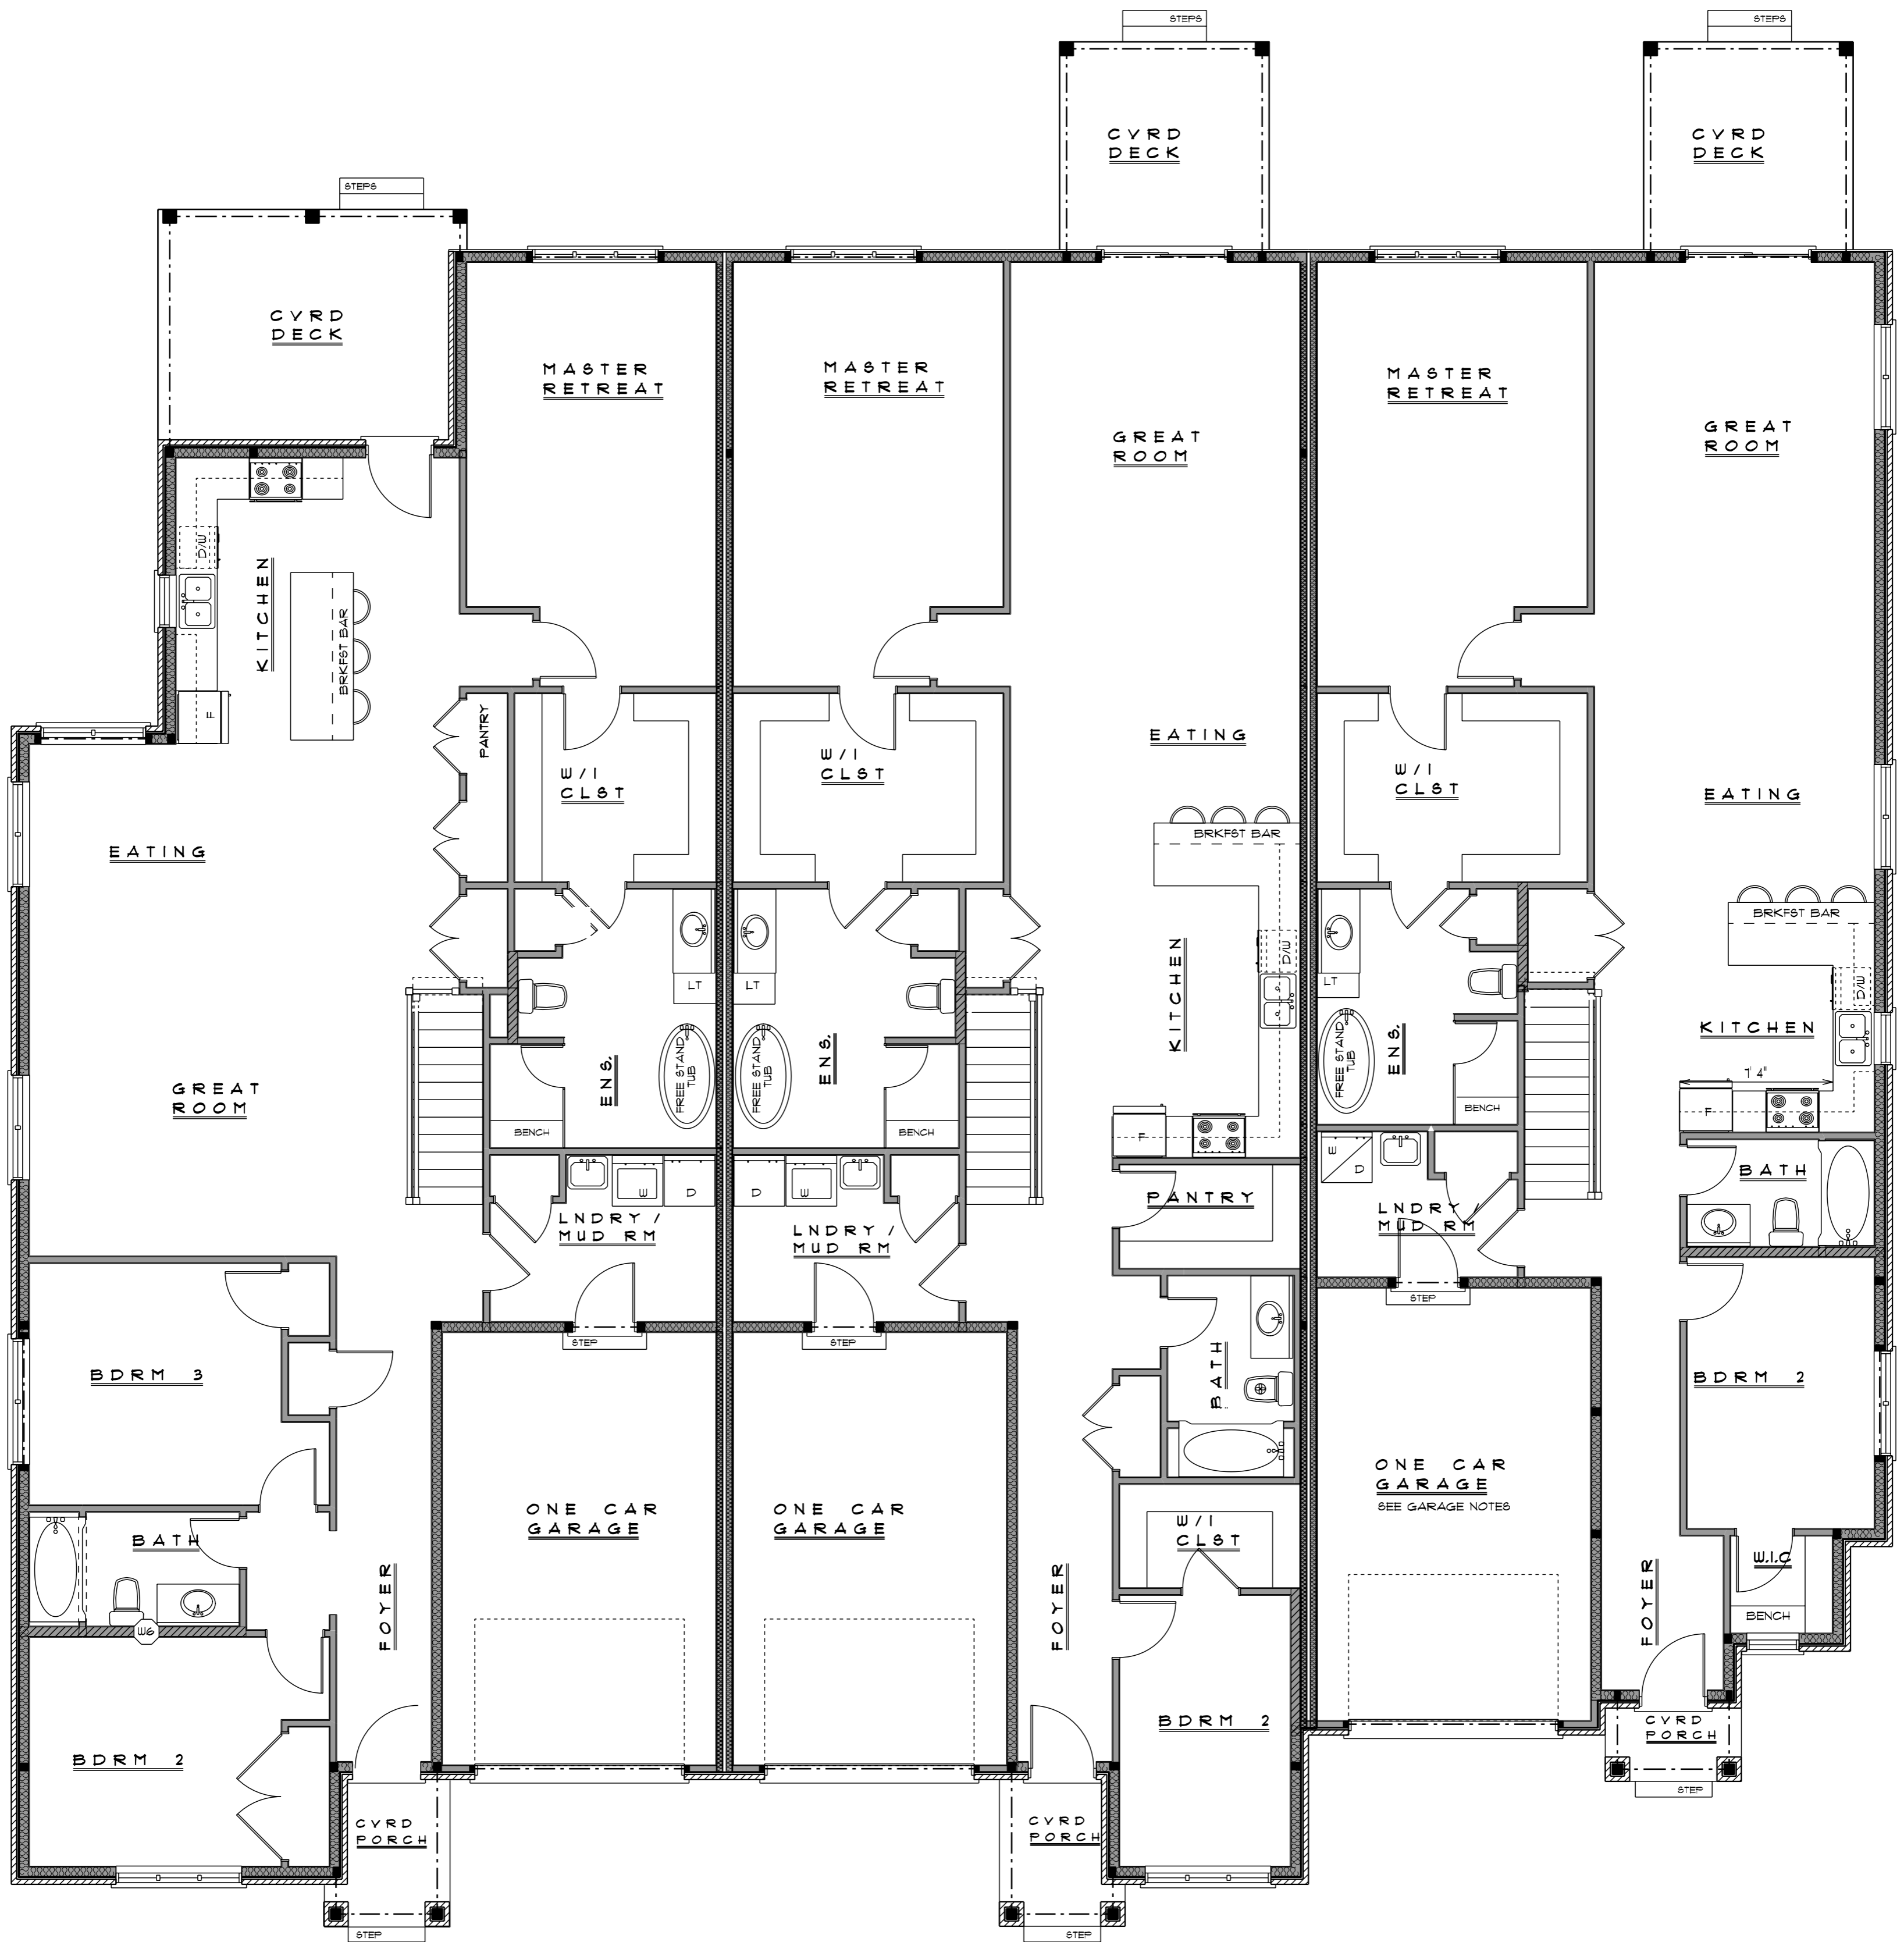 STEPS
STEPS
CVRD
DECK
CVRD
DECK
STEPS
CVRD
DECK
MASTER
RETREAT
MASTER
RETREAT
MASTER
RETREAT
GREAT
ROOM
GREAT
ROOM
D/W
KITCHEN
BRKFST BAR
F
PANTRY
EATING
W/I
CLST
W/I
CLST
W/I
CLST
EATING
EATING
BRKFST BAR
BRKFST BAR
KITCHEN
D/W
D/W
LT
LT
LT
KITCHEN
GREAT
ROOM
ENS.
FREE STAND
TUB
FREE STAND
TUB
ENS.
FREE STAND
TUB
ENS.
7' 4"
BENCH
BENCH
BENCH
F
F
W
D
D
W
W
D
BATH
PANTRY
LNDRY /
MUD RM
LNDRY /
MUD RM
LNDRY /
MUD RM
STEP
STEP
STEP
BDRM 3
BATH
BDRM 2
ONE CAR
GARAGE
ONE CAR
GARAGE
ONE CAR
GARAGE
SEE GARAGE NOTES
BATH
W/I
CLST
W.I.C
BENCH
FOYER
FOYER
FOYER
W6
BDRM 2
BDRM 2
CVRD
PORCH
STEP
CVRD
PORCH
CVRD
PORCH
STEP
STEP